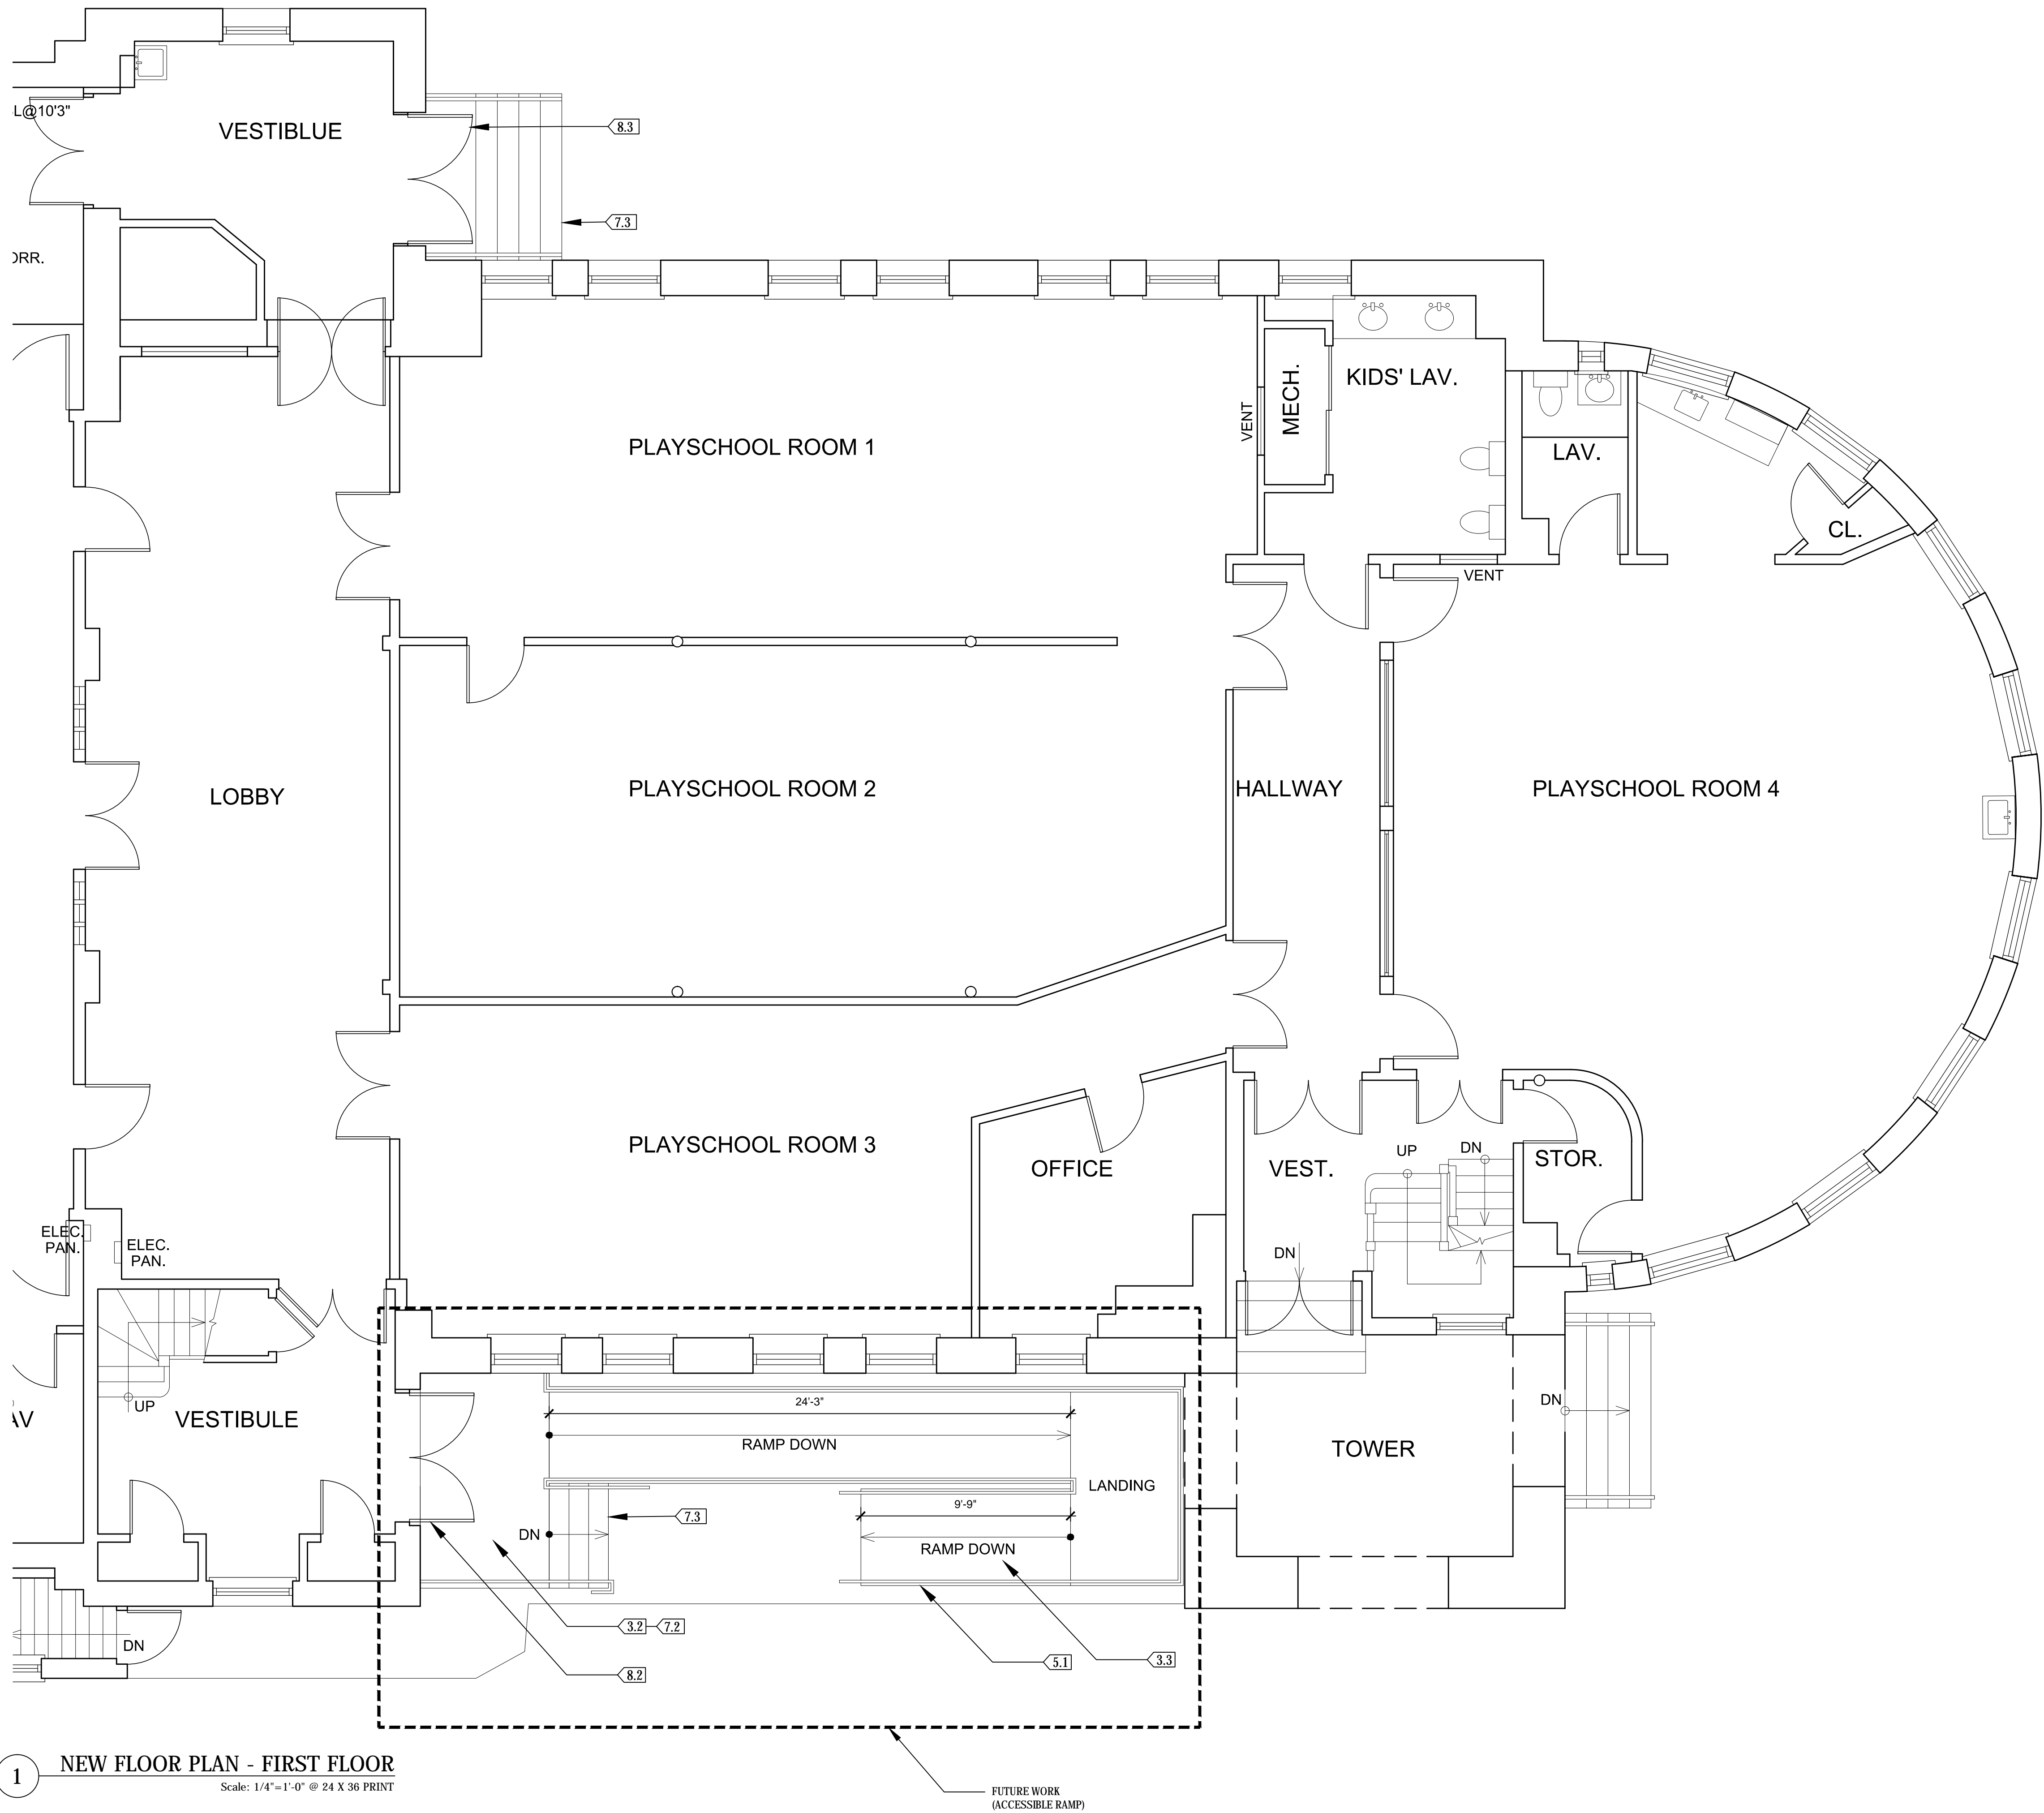 L@10'3"
VESTIBLUE
8.3
7.3
ORR.
MECH.
KIDS' LAV.
VENT
PLAYSCHOOL ROOM 1
LAV.
CL.
VENT
LOBBY
PLAYSCHOOL ROOM 2
HALLWAY
PLAYSCHOOL ROOM 4
PLAYSCHOOL ROOM 3
OFFICE
VEST.
UP
DN
STOR.
ELEC.
PAN.
ELEC.
PAN.
DN
UP
VESTIBULE
24'-3"
RAMP DOWN
LANDING
TOWER
DN
9'-9"
RAMP DOWN
DN
7.3
AV
DN
3.2
7.2
8.2
5.1
3.3
1
NEW FLOOR PLAN - FIRST FLOOR
Scale: 1/4"=1'-0" @ 24 X 36 PRINT
FUTURE WORK
(ACCESSIBLE RAMP)